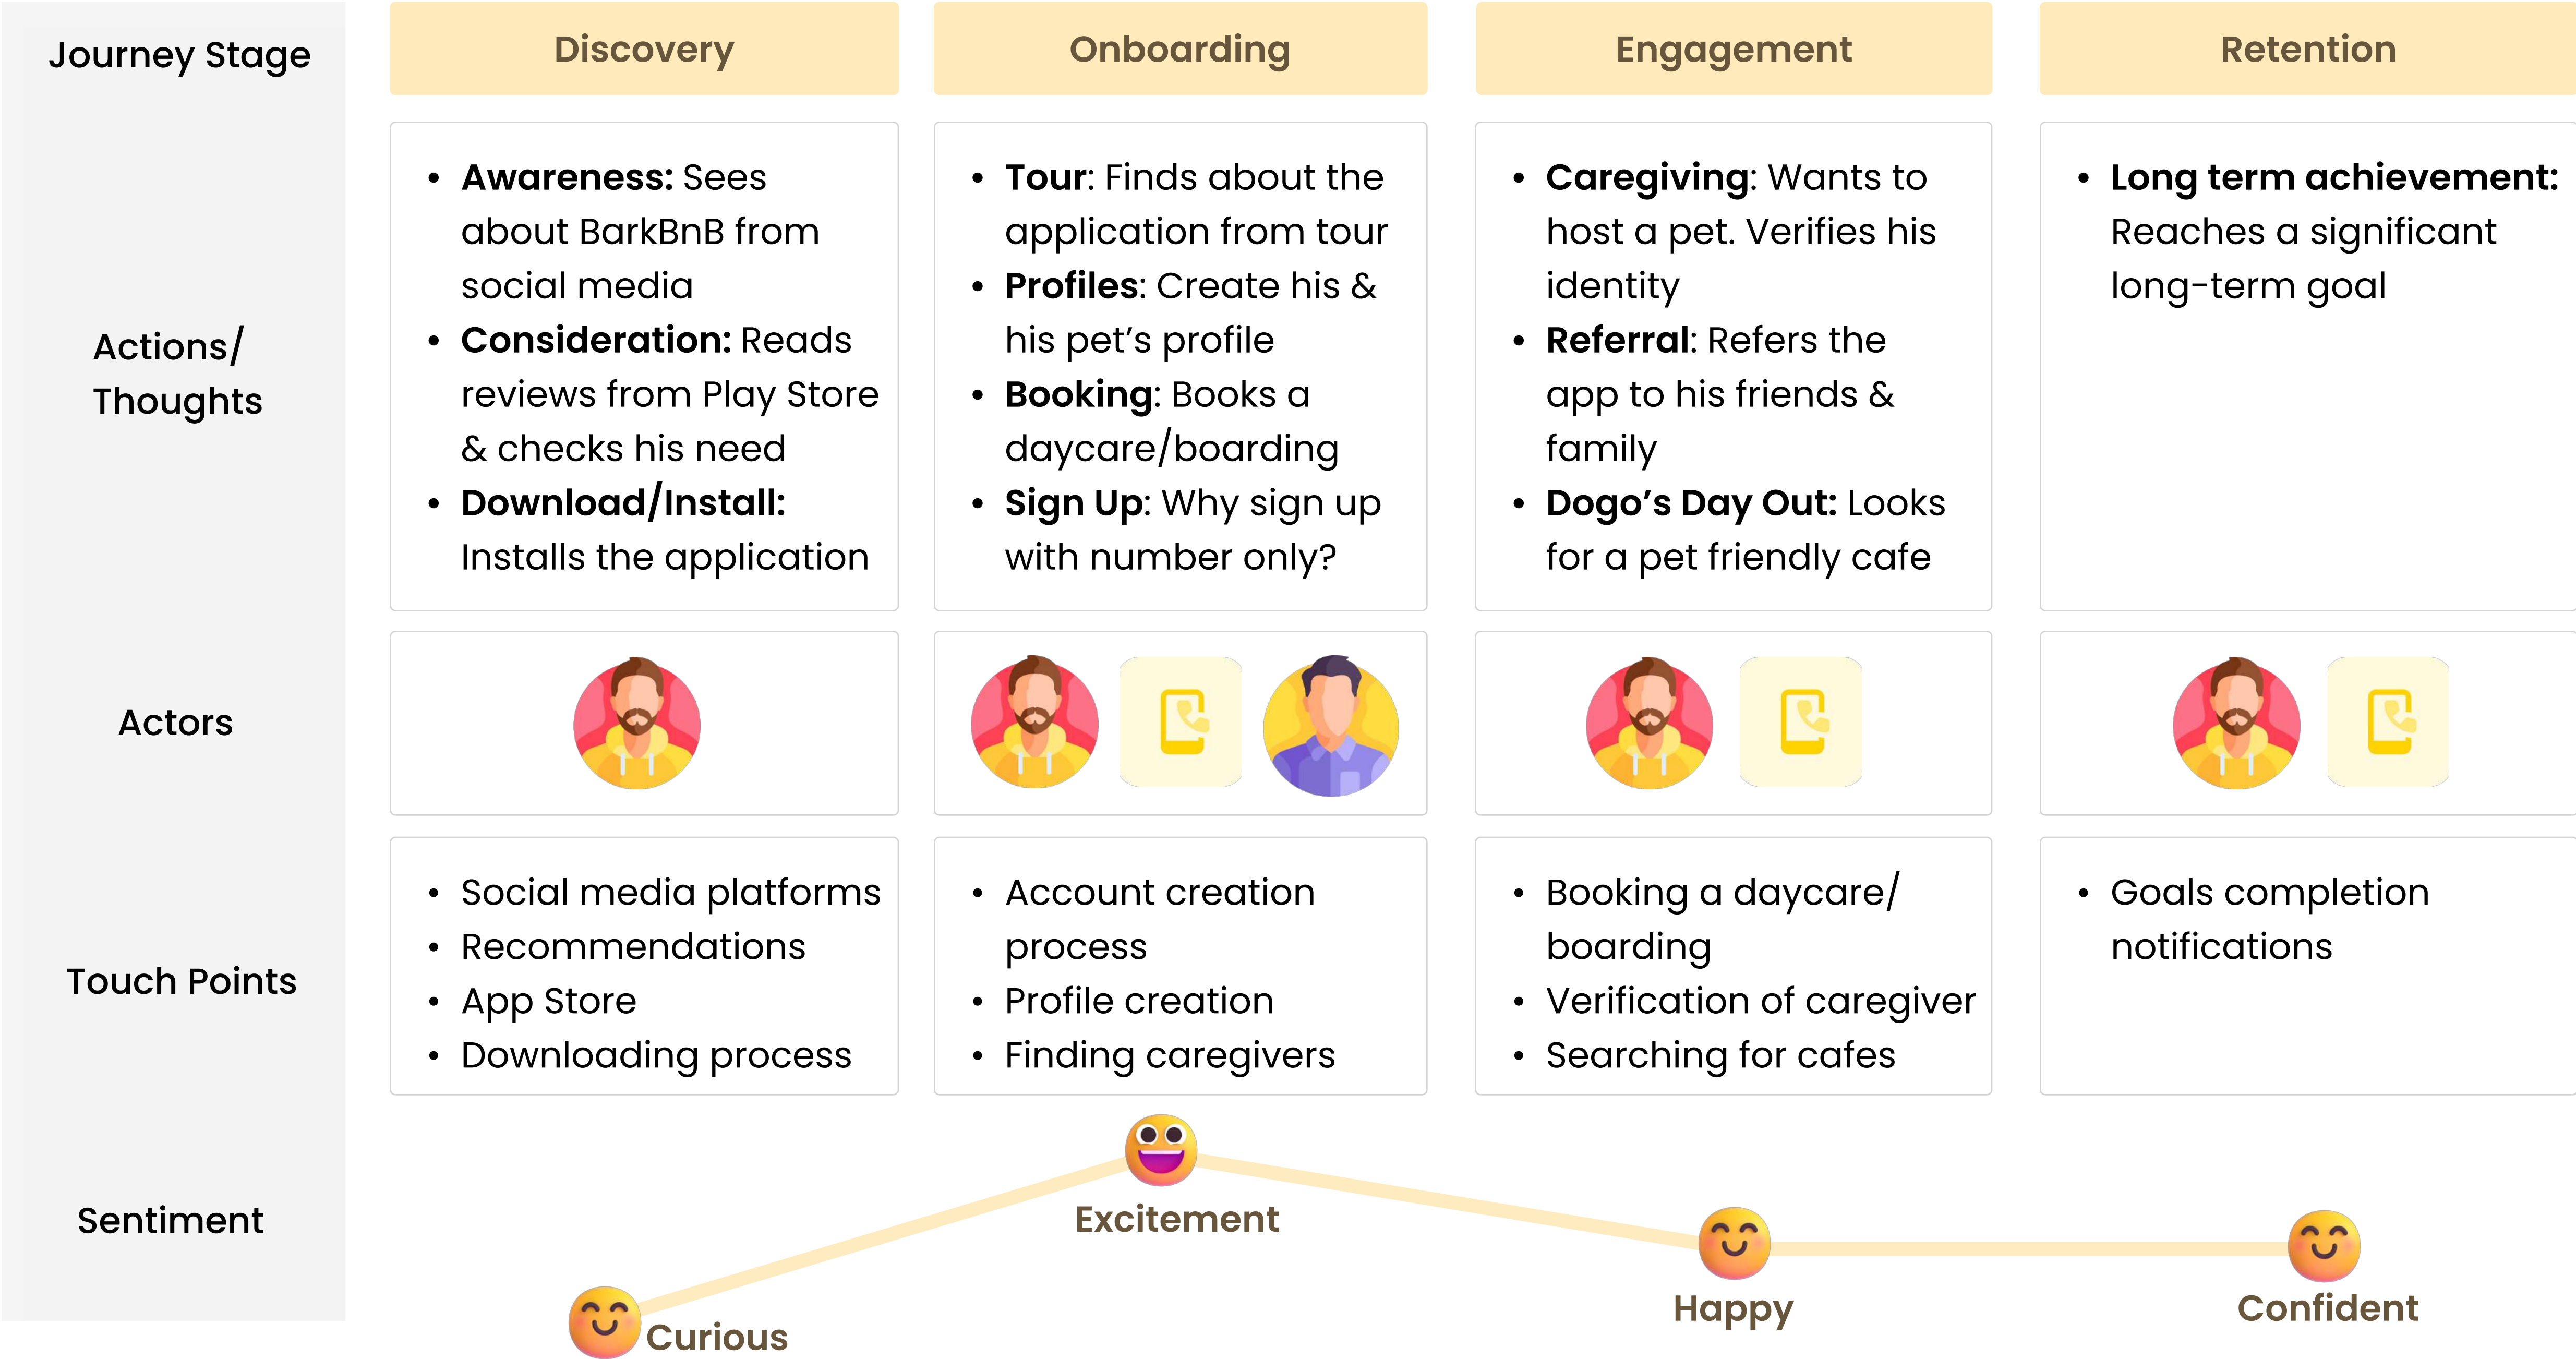 Journey Stage
Discovery
Onboarding
Engagement
Retention
Actions/
Thoughts
• Awareness: Sees
about BarkBnB from
social media
• Consideration: Reads
reviews from Play Store
& checks his need
• Download/Install:
Installs the application
• Tour: Finds about the
application from tour
• Profiles: Create his &
his pet’s profile
• Booking: Books a
daycare/boarding
• Sign Up: Why sign up
with number only?
• Caregiving: Wants to
host a pet. Verifies his
identity
• Referral: Refers the
app to his friends &
family
• Dogo’s Day Out: Looks
for a pet friendly cafe
• Long term achievement:
Reaches a significant
long-term goal
Actors
Touch Points
• Social media platforms
• Recommendations
• App Store
• Downloading process
• Account creation
process
• Profile creation
• Finding caregivers
• Booking a daycare/
boarding
• Verification of caregiver
• Searching for cafes
• Goals completion
notifications
Sentiment
Curious
Excitement
Happy
Confident